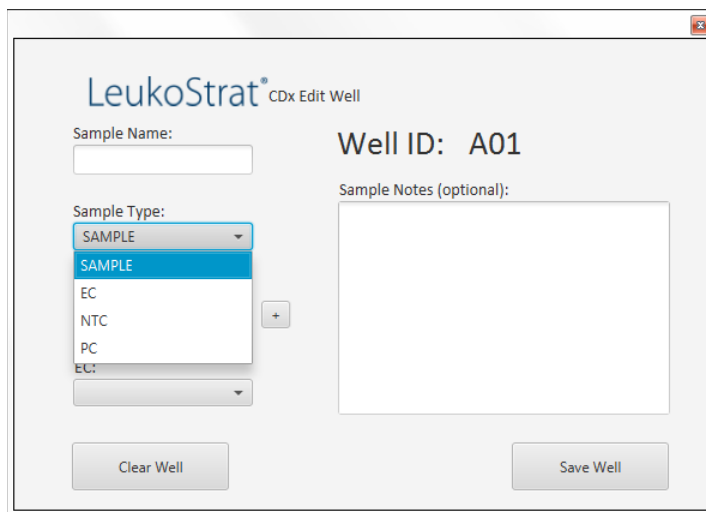 x
LeukoStrat® CDx Edit Well
Sample Name:
Well ID: A01
Sample Notes (optional):
Sample Type:
SAMPLE
SAMPLE
EC
NTC
PC
+
EC:
Clear Well
Save Well